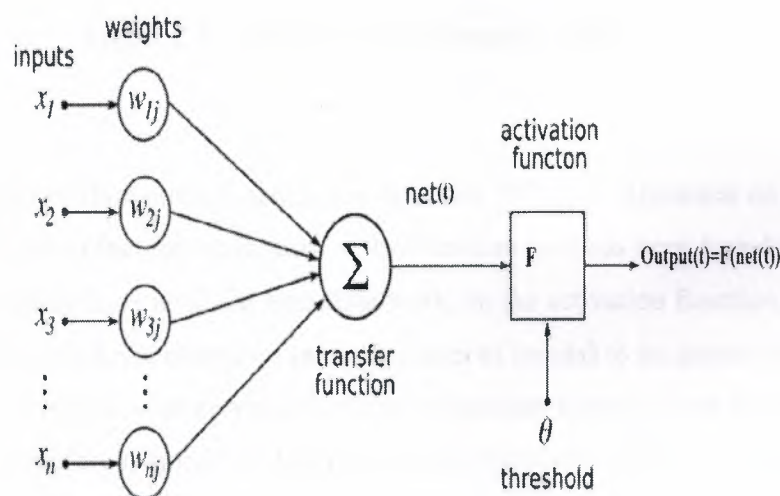 weights
inputs
x1 w1j
x2 w2j
x3 w3j
xn wnj
Σ
transfer
function
net(t)
activation
functon
F
Output(t)=F(net(t))
θ
threshold